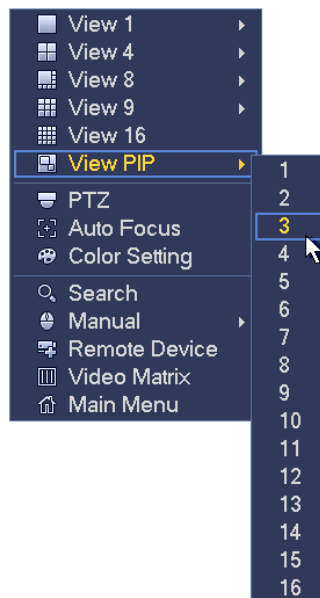 View 1
View 4
View 8
View 9
View 16
View PIP
PTZ
Auto Focus
Color Setting
Search
Manual
Remote Device
Video Matrix
Main Menu
1
2
3
4
5
6
7
8
9
10
11
12
13
14
15
16